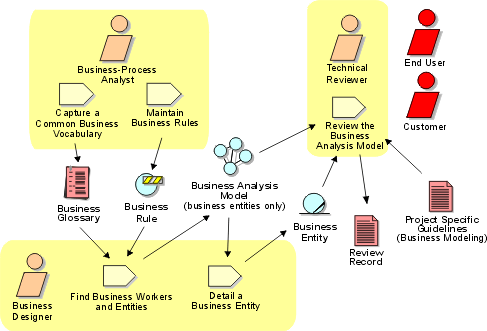 Business-Process
Analyst
Capture a
Common Business
Vocabulary
Maintain
Business Rules
Technical
Reviewer
Review the
Business
Analysis Model
End User
Customer
Business
Glossary
Business
Rule
Business Analysis
Model
(business entities only)
Business
Entity
Review
Record
Project Specific
Guidelines
(Business Modeling)
Business
Designer
Find Business Workers
and Entities
Detail a
Business Entity